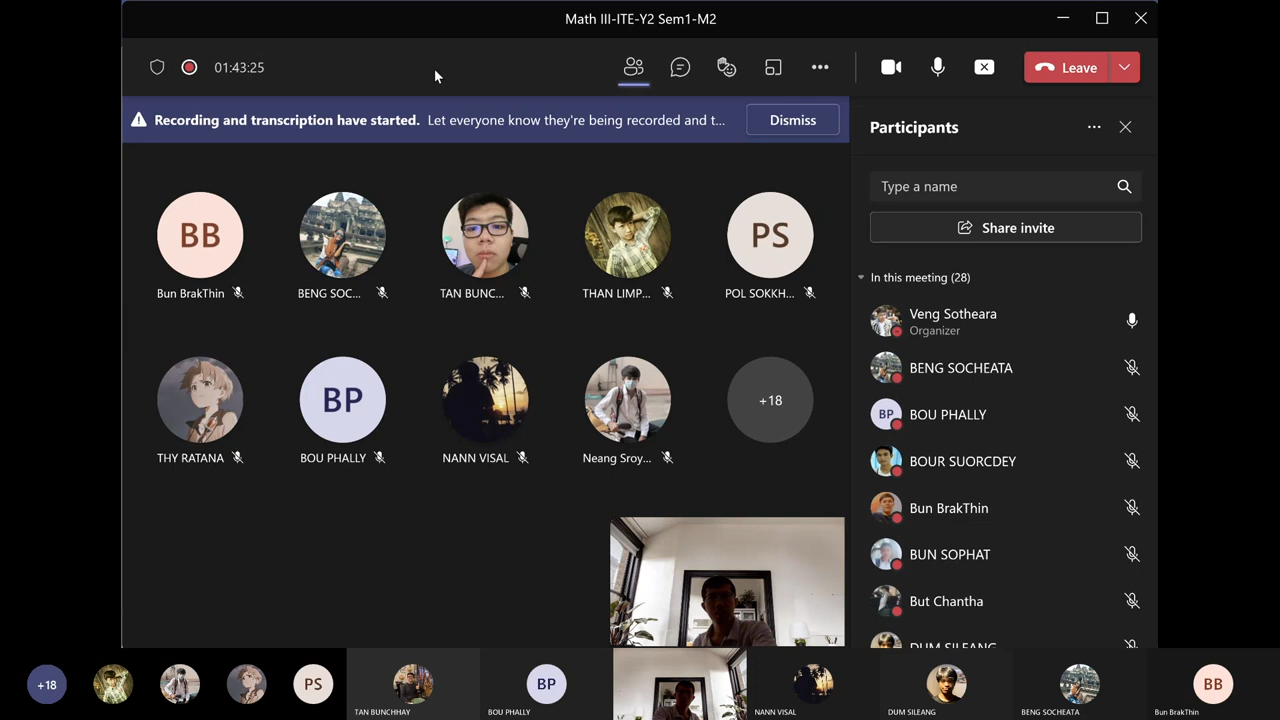 Math III-ITE-Y2 Sem1-M2
01:43:25
Leave
Recording and transcription have started. Let everyone know they're being recorded and t...
Dismiss
Participants
Type a name
Share invite
In this meeting (28)
Veng Sotheara
Organizer
BENG SOCHEATA
BP
BOU PHALLY
BOUR SUORCDEY
Bun BrakThin
BUN SOPHAT
But Chantha
DUM SILEANG
BB
PS
Bun BrakThin
BENG SOC...
TAN BUNC...
THAN LIMP...
POL SOKKH...
BP
+18
THY RATANA
BOU PHALLY
NANN VISAL
Neang Sroy...
+18
PS
BP
BB
TAN BUNCHHAY
BOU PHALLY
NANN VISAL
DUM SILEANG
BENG SOCHEATA
Bun BrakThin